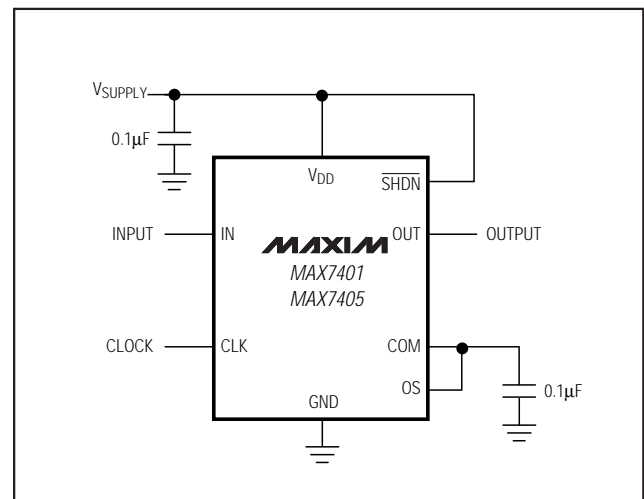 VSUPPLY
0.1μF
VDD
SHDN
INPUT
IN
MAXIM
OUT
OUTPUT
MAX7401
MAX7405
CLOCK
CLK
COM
OS
GND
0.1μF